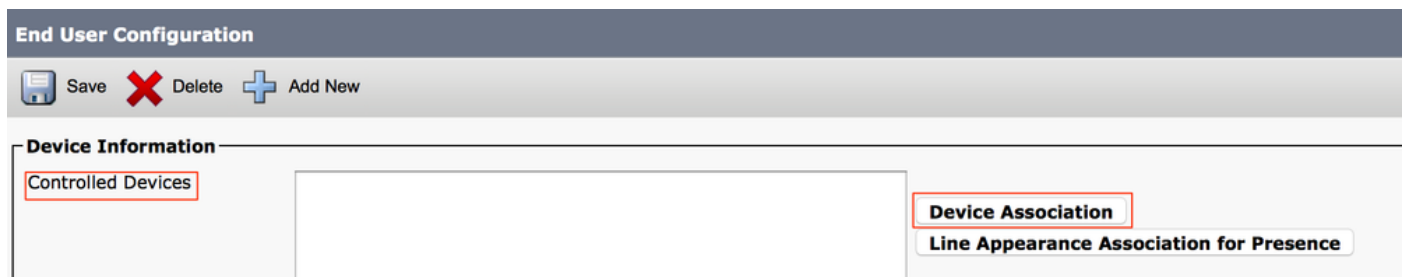 End User Configuration
Save Delete Add New
Device Information
Controlled Devices
Device Association
Line Appearance Association for Presence